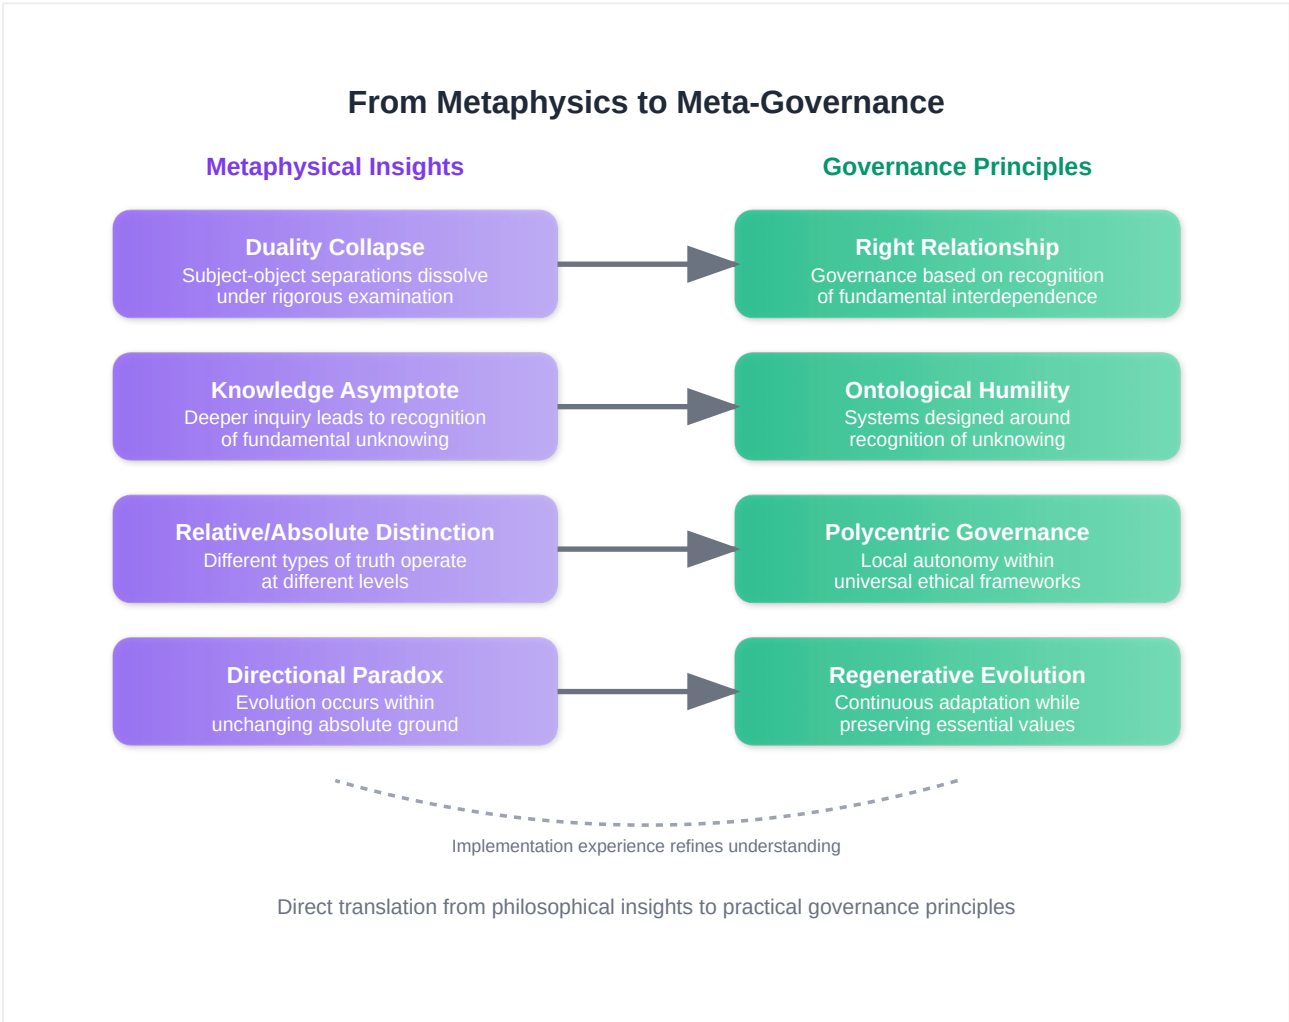 From Metaphysics to Meta-Governance
Metaphysical Insights
Governance Principles
Duality Collapse
Subject-object separations dissolve
under rigorous examination
Right Relationship
Governance based on recognition
of fundamental interdependence
Knowledge Asymptote
Deeper inquiry leads to recognition
of fundamental unknowing
Ontological Humility
Systems designed around
recognition of unknowing
Relative/Absolute Distinction
Different types of truth operate
at different levels
Polycentric Governance
Local autonomy within
universal ethical frameworks
Directional Paradox
Evolution occurs within
unchanging absolute ground
Regenerative Evolution
Continuous adaptation while
preserving essential values
Implementation experience refines understanding
Direct translation from philosophical insights to practical governance principles